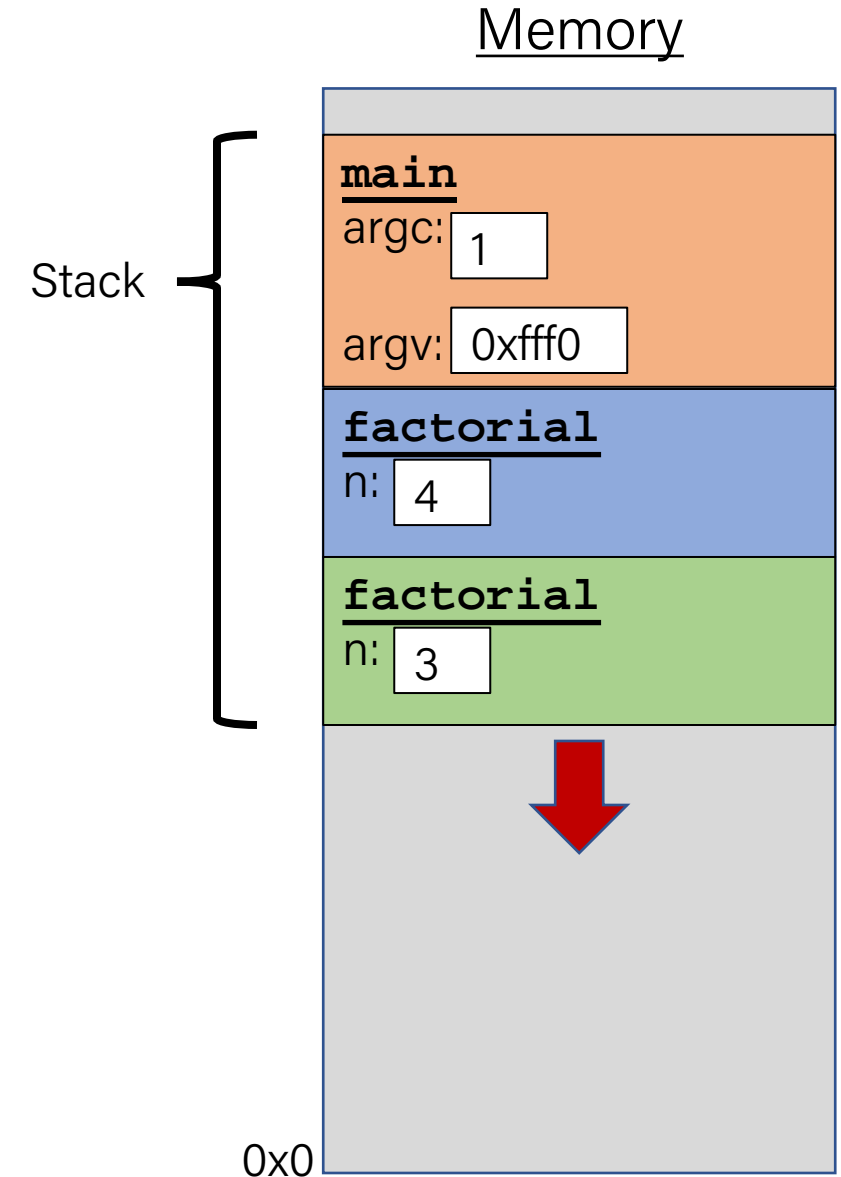 Memory
Stack
main
argc: 1
argv: 0xfff0
factorial
n: 4
factorial
n: 3
0x0